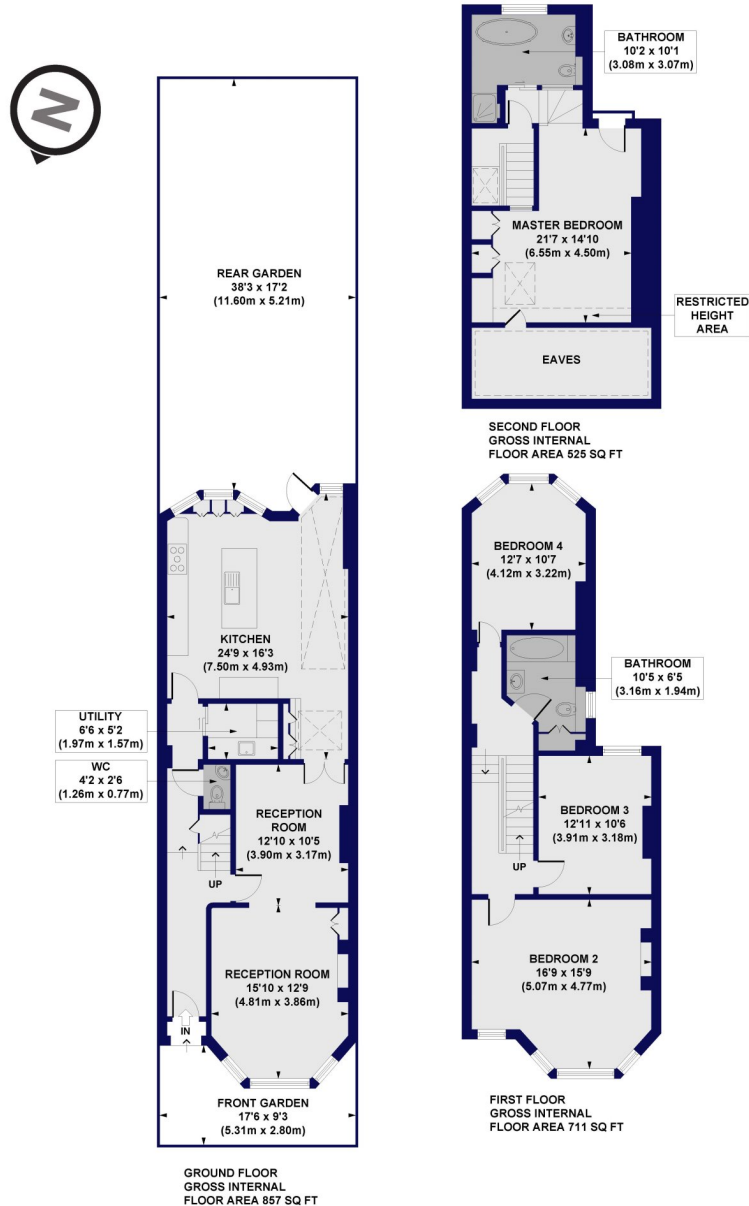 N
REAR GARDEN
38'3 x 17'2
(11.60m x 5.21m)
KITCHEN
24'9 x 16'3
(7.50m x 4.93m)
UTILITY
6'6 x 5'2
(1.97m x 1.57m)
WC
4'2 x 2'6
(1.26m x 0.77m)
UP
RECEPTION
ROOM
12'10 x 10'5
(3.90m x 3.17m)
RECEPTION ROOM
15'10 x 12'9
(4.81m x 3.86m)
IN
FRONT GARDEN
17'6 x 9'3
(5.31m x 2.80m)
GROUND FLOOR
GROSS INTERNAL
FLOOR AREA 857 SQ FT
BATHROOM
10'2 x 10'1
(3.08m x 3.07m)
MASTER BEDROOM
21'7 x 14'10
(6.55m x 4.50m)
RESTRICTED
HEIGHT
AREA
EAVES
SECOND FLOOR
GROSS INTERNAL
FLOOR AREA 525 SQ FT
BEDROOM 4
12'7 x 10'7
(4.12m x 3.22m)
BATHROOM
10'5 x 6'5
(3.16m x 1.94m)
UP
BEDROOM 3
12'11 x 10'6
(3.91m x 3.18m)
BEDROOM 2
16'9 x 15'9
(5.07m x 4.77m)
FIRST FLOOR
GROSS INTERNAL
FLOOR AREA 711 SQ FT